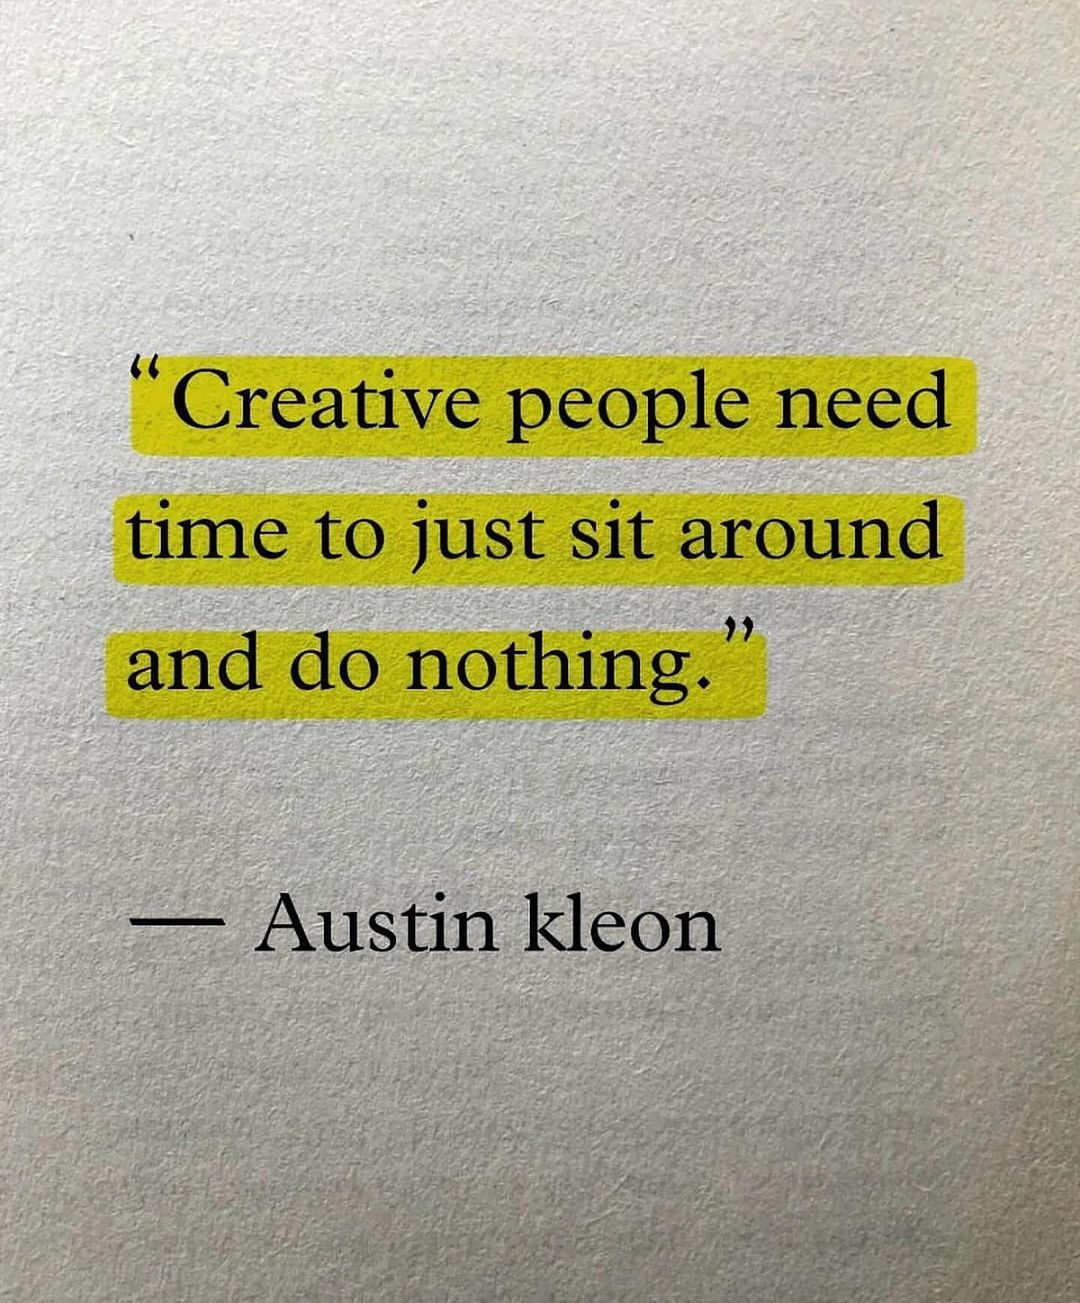 “Creative people need
time to just sit around
and do nothing.”
— Austin kleon